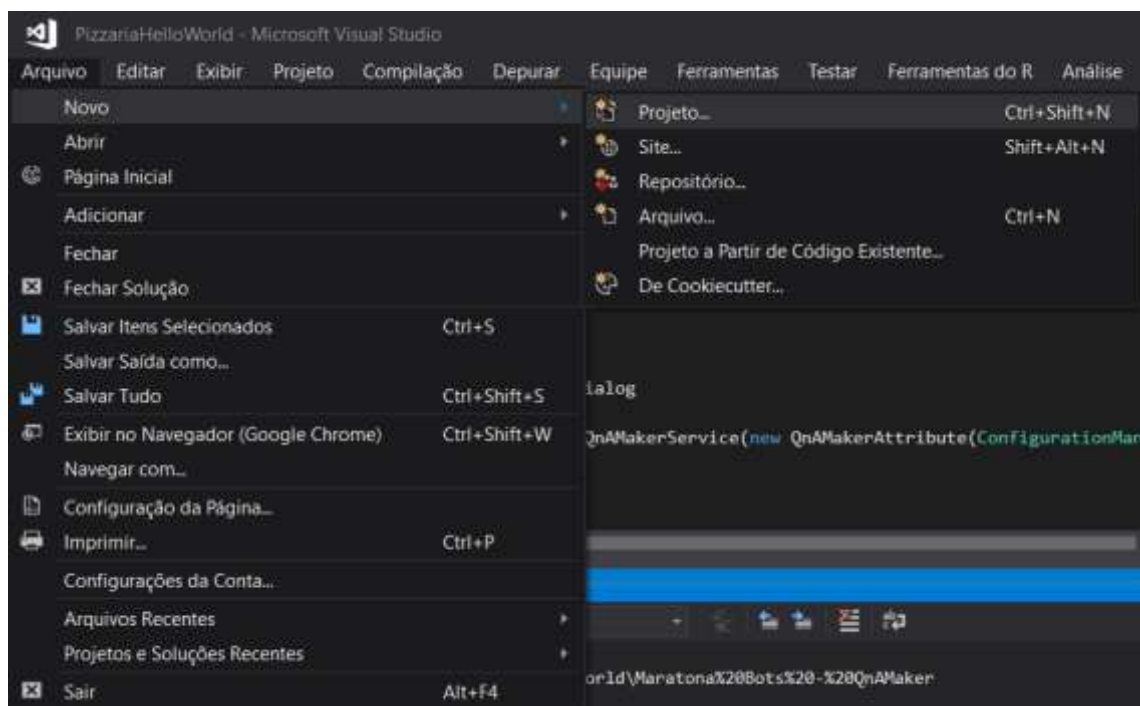 PizzariaHelloWorld - Microsoft Visual Studio
Arquivo Editar Exibir Projeto Compilação Depurar Equipe Ferramentas Testar Ferramentas do R Análise
Novo
Abrir
Página Inicial
Adicionar
Fechar
Fechar Solução
Salvar Itens Selecionados Ctrl+S
Salvar Saída como...
Salvar Tudo Ctrl+Shift+S
Exibir no Navegador (Google Chrome) Ctrl+Shift+W
Navegar com...
Configuração da Página...
Imprimir... Ctrl+P
Configurações da Conta...
Arquivos Recentes
Projetos e Soluções Recentes
Sair Alt+F4
Projeto... Ctrl+Shift+N
Site... Shift+Alt+N
Repositório...
Arquivo... Ctrl+N
Projeto a Partir de Código Existente...
De Cookiecutter...
ialog
QnAMakerService(new QnAMakerAttribute(ConfigurationMan
orld\Maratona%20Bots%20-%20QnAMaker